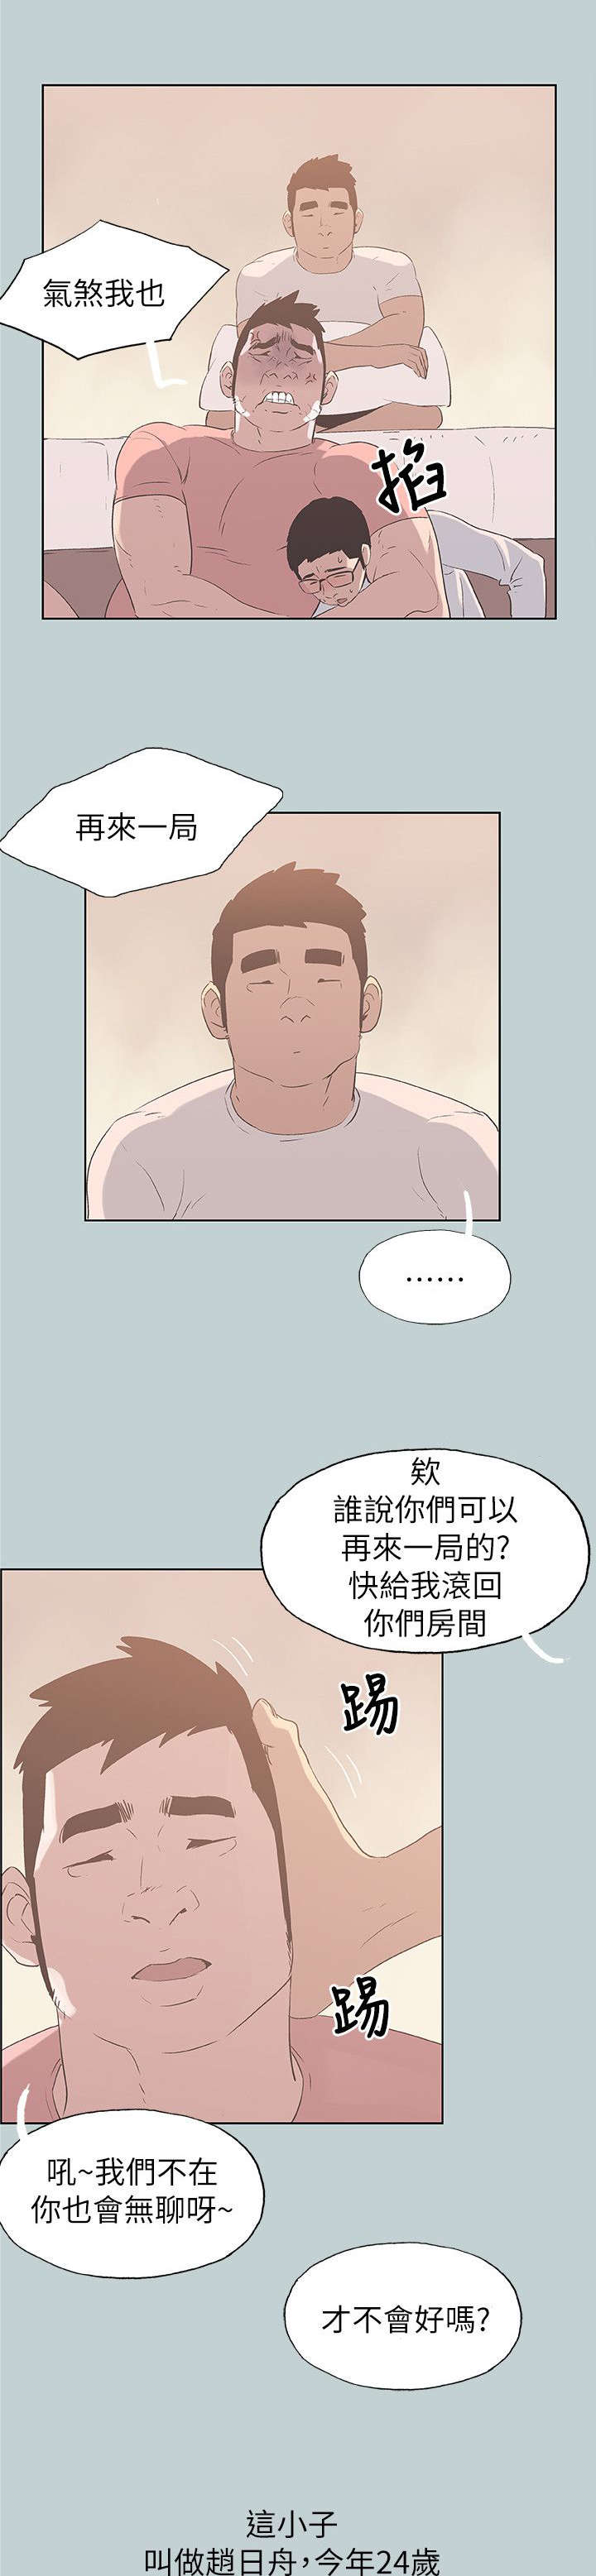 氣煞我也
掐
再來一局
……
欸
誰說你們可以
再來一局的?
快給我滾回
你們房間
踢
踢
吼~我們不在
你也會無聊呀~
才不會好嗎?
這小子
叫做趙日舟，今年24歲